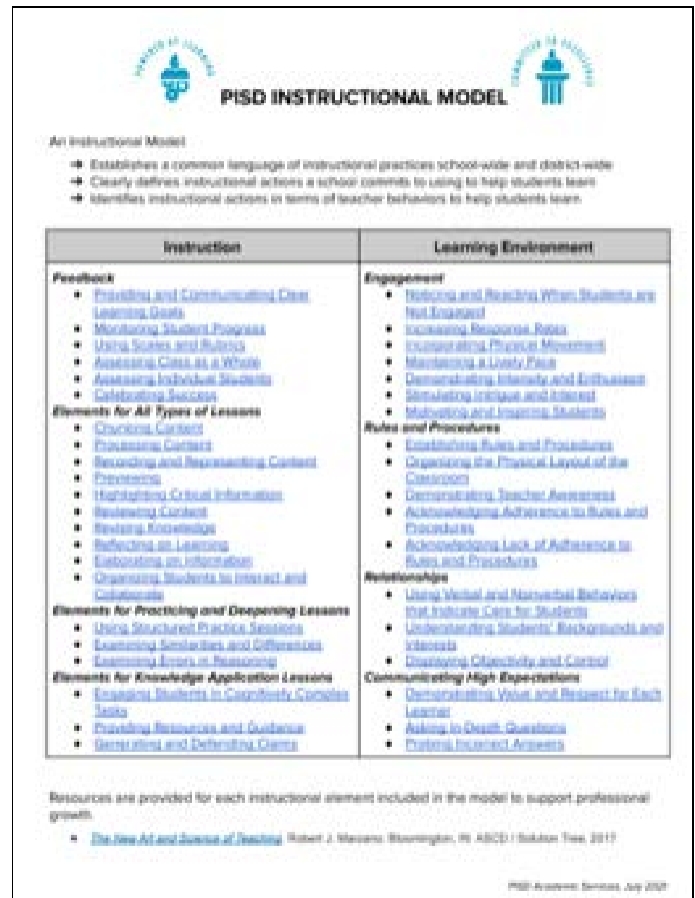 POWERED BY LEARNING
COMMITTED TO EXCELLENCE
PISD INSTRUCTIONAL MODEL
An Instructional Model:
➔ Establishes a common language of instructional practices school-wide and district-wide
➔ Clearly defines instructional actions a school commits to using to help students learn
➔ Identifies instructional actions in terms of teacher behaviors to help students learn
Instruction
Feedback
● Providing and Communicating Clear
Learning Goals
● Monitoring Student Progress
● Using Scales and Rubrics
● Assessing Class as a Whole
● Assessing Individual Students
● Celebrating Success
Elements for All Types of Lessons
● Chunking Content
● Processing Content
● Recording and Representing Content
● Previewing
● Highlighting Critical Information
● Reviewing Content
● Revising Knowledge
● Reflecting on Learning
● Elaborating on Information
● Organizing Students to Interact and
Collaborate
Elements for Practicing and Deepening Lessons
● Using Structured Practice Sessions
● Examining Similarities and Differences
● Examining Errors in Reasoning
Elements for Knowledge Application Lessons
● Engaging Students in Cognitively Complex
Tasks
● Providing Resources and Guidance
● Generating and Defending Claims
Learning Environment
Engagement
● Noticing and Reacting When Students are
Not Engaged
● Increasing Response Rates
● Incorporating Physical Movement
● Maintaining a Lively Pace
● Demonstrating Intensity and Enthusiasm
● Stimulating Intrigue and Interest
● Motivating and Inspiring Students
Rules and Procedures
● Establishing Rules and Procedures
● Organizing the Physical Layout of the
Classroom
● Demonstrating Teacher Awareness
● Acknowledging Adherence to Rules and
Procedures
● Acknowledging Lack of Adherence to
Rules and Procedures
Relationships
● Using Verbal and Nonverbal Behaviors
that Indicate Care for Students
● Understanding Students' Backgrounds and
Interests
● Displaying Objectivity and Control
Communicating High Expectations
● Demonstrating Value and Respect for Each
Learner
● Asking In-Depth Questions
● Probing Incorrect Answers
Resources are provided for each instructional element included in the model to support professional
growth.
● The New Art and Science of Teaching. Robert J. Marzano. Bloomington, IN: ASCD / Solution Tree, 2017
PISD Academic Services, July 2021